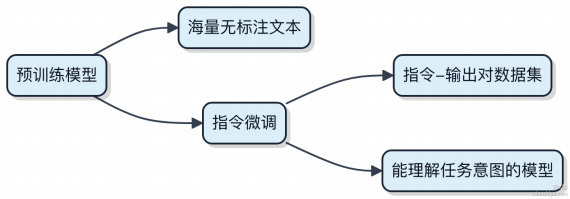 海量无标注文本
预训练模型
指令-输出对数据集
指令微调
能理解任务意图的模型